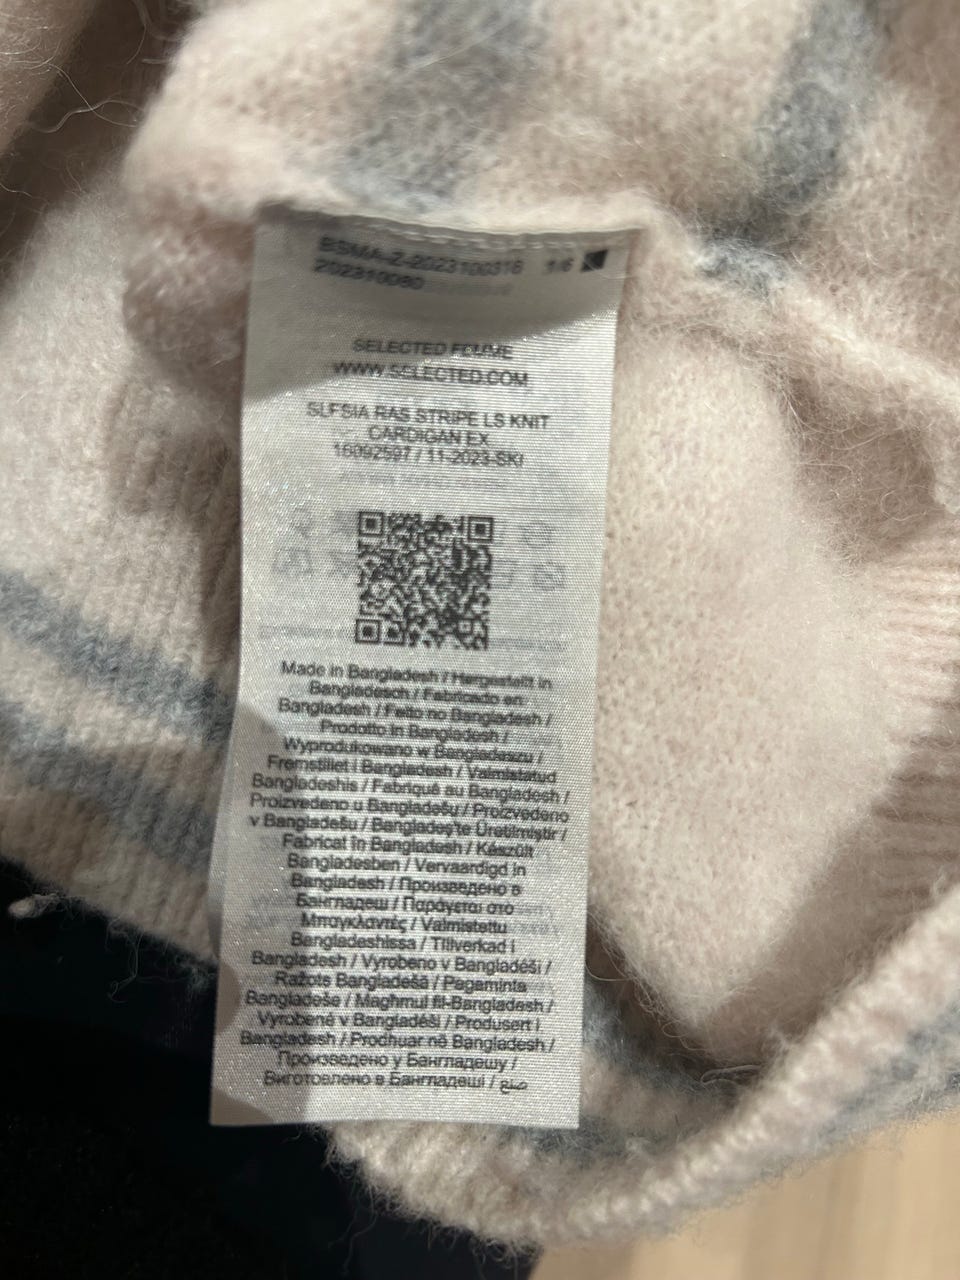 BSMA-Z-2023100318 1/6
202310080
SELECTED FEMME
WWW.SELECTED.COM
SLFSIA RAS STRIPE LS KNIT
CARDIGAN EX
16092507 / 11-2023-SKI
Made in Bangladesh / Hergestellt in
Bangladesch / Fabricado en
Bangladesh / Feito no Bangladesh /
Prodotto in Bangladesh /
Wyprodukowano w Bangladeszu /
Fremstillet i Bangladesh / Valmistatud
Bangladeshis / Fabriqué au Bangladesh /
Proizvedeno u Bangladešu / Proizvedeno
v Bangladešu / Bangladeş'te Üretilmiştir /
Fabricat în Bangladesh / Készült
Bangladesben / Vervaardigd in
Bangladesh / Произведено в
Бангладеш / Παράγεται στο
Μπαγκλαντές / Valmistettu
Bangladeshissa / Tillverkad i
Bangladesh / Vyrobeno v Bangladéši /
Ražots Bangladešā / Pagaminta
Bangladeše / Magħmul fil-Bangladesh /
Vyrobené v Bangladéši / Produsert i
Bangladesh / Prodhuar në Bangladesh /
Произведено у Бангладешу /
Виготовлено в Бангладеші / صنع